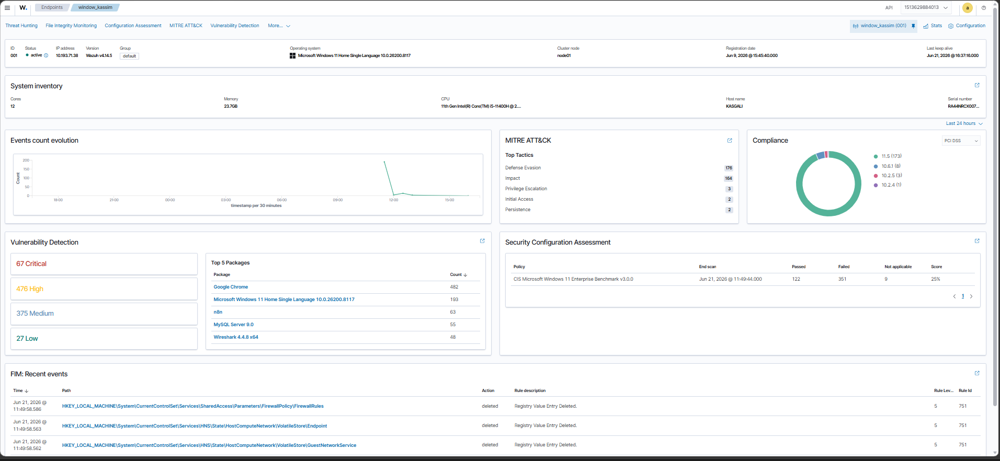 W. Endpoints window_kassim API 1513629884013 a
Threat Hunting File Integrity Monitoring Configuration Assessment MITRE ATT&CK Vulnerability Detection More... window_kassim (001) Stats Configuration
ID Status IP address Version Group Operating system Cluster node Registration date Last keep alive
001 active 10.193.71.38 Wazuh v4.14.5 default Microsoft Windows 11 Home Single Language 10.0.26200.8117 node01 Jun 9, 2026 @ 15:45:40.000 Jun 21, 2026 @ 16:37:16.000
System inventory
Cores Memory CPU Host name Serial number
12 23.7GB 11th Gen Intel(R) Core(TM) i5-11400H @ 2.... KASGALI RA44NRCX007...
Last 24 hours
Events count evolution
200
150
100
50
0
Count
18:00 21:00 00:00 03:00 06:00 09:00 12:00 15:00
timestamp per 30 minutes
MITRE ATT&CK
Top Tactics
Defense Evasion 176
Impact 164
Privilege Escalation 3
Initial Access 2
Persistence 2
Compliance PCI DSS
11.5 (173)
10.6.1 (8)
10.2.5 (3)
10.2.4 (1)
Vulnerability Detection
67 Critical
476 High
375 Medium
27 Low
Top 5 Packages
Package Count
Google Chrome 482
Microsoft Windows 11 Home Single Language 10.0.26200.8117 193
n8n 63
MySQL Server 9.0 55
Wireshark 4.4.8 x64 48
Security Configuration Assessment
Policy End scan Passed Failed Not applicable Score
CIS Microsoft Windows 11 Enterprise Benchmark v3.0.0 Jun 21, 2026 @ 11:49:44.000 122 351 9 25%
1
FIM: Recent events
Time Path Action Rule description Rule Lev... Rule Id
Jun 21, 2026 @
11:49:58.586 HKEY_LOCAL_MACHINE\System\CurrentControlSet\Services\SharedAccess\Parameters\FirewallPolicy\FirewallRules deleted Registry Value Entry Deleted. 5 751
Jun 21, 2026 @
11:49:58.563 HKEY_LOCAL_MACHINE\System\CurrentControlSet\Services\HNS\State\HostComputeNetwork\VolatileStore\Endpoint deleted Registry Value Entry Deleted. 5 751
Jun 21, 2026 @
11:49:58.562 HKEY_LOCAL_MACHINE\System\CurrentControlSet\Services\HNS\State\HostComputeNetwork\VolatileStore\GuestNetworkService deleted Registry Value Entry Deleted. 5 751